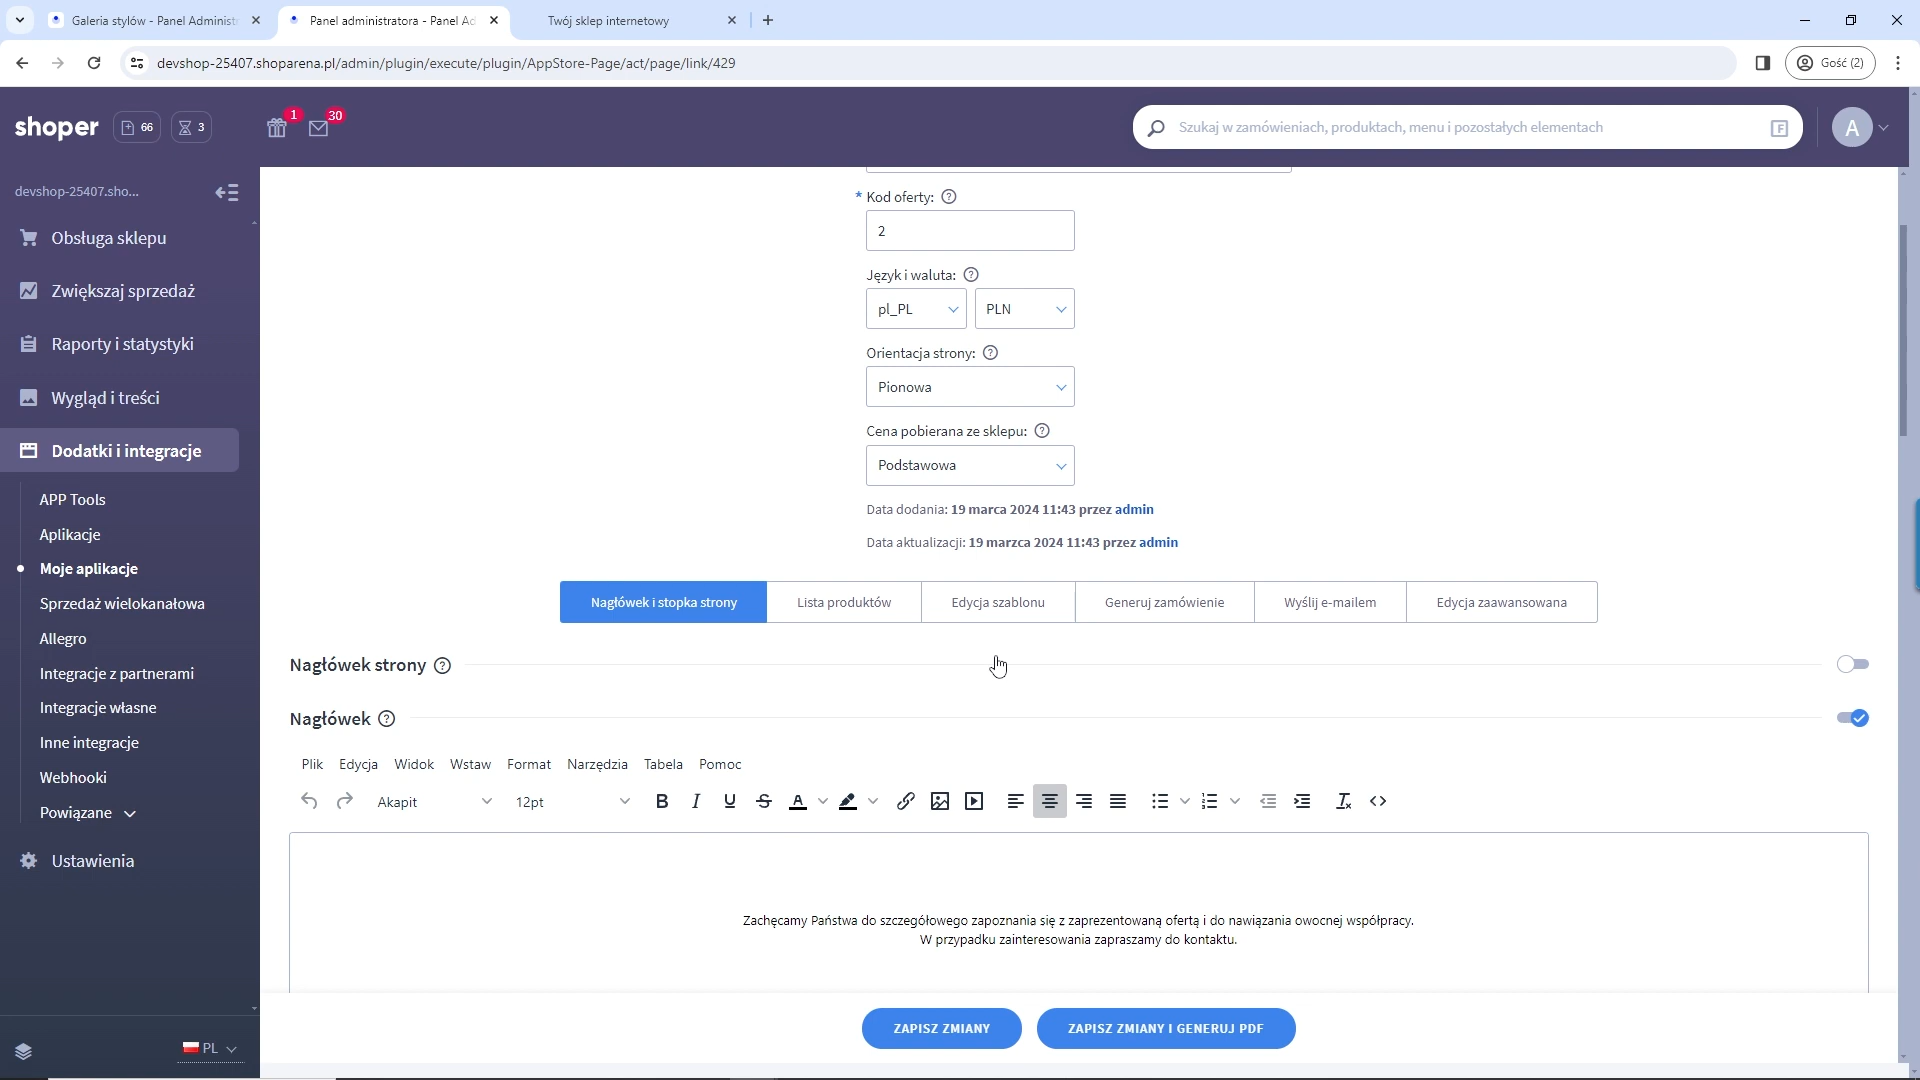 Galeria stylów - Panel Administr
Panel administratora - Panel Ad
Twój sklep internetowy
devshop-25407.shoparena.pl/admin/plugin/execute/plugin/AppStore-Page/act/page/link/429
Gość (2)
shoper
66
3
1
30
Szukaj w zamówieniach, produktach, menu i pozostałych elementach
F
A
devshop-25407.sho...
Obsługa sklepu
Zwiększaj sprzedaż
Raporty i statystyki
Wygląd i treści
Dodatki i integracje
APP Tools
Aplikacje
Moje aplikacje
Sprzedaż wielokanałowa
Allegro
Integracje z partnerami
Integracje własne
Inne integracje
Webhooki
Powiązane
Ustawienia
PL
* Kod oferty: ?
2
Język i waluta: ?
pl_PL PLN
Orientacja strony: ?
Pionowa
Cena pobierana ze sklepu: ?
Podstawowa
Data dodania: 19 marca 2024 11:43 przez admin
Data aktualizacji: 19 marzca 2024 11:43 przez admin
Nagłówek i stopka strony Lista produktów Edycja szablonu Generuj zamówienie Wyślij e-mailem Edycja zaawansowana
Nagłówek strony ?
Nagłówek ?
Plik Edycja Widok Wstaw Format Narzędzia Tabela Pomoc
Akapit 12pt B I U S A
Zachęcamy Państwa do szczegółowego zapoznania się z zaprezentowaną ofertą i do nawiązania owocnej współpracy.
W przypadku zainteresowania zapraszamy do kontaktu.
ZAPISZ ZMIANY ZAPISZ ZMIANY I GENERUJ PDF